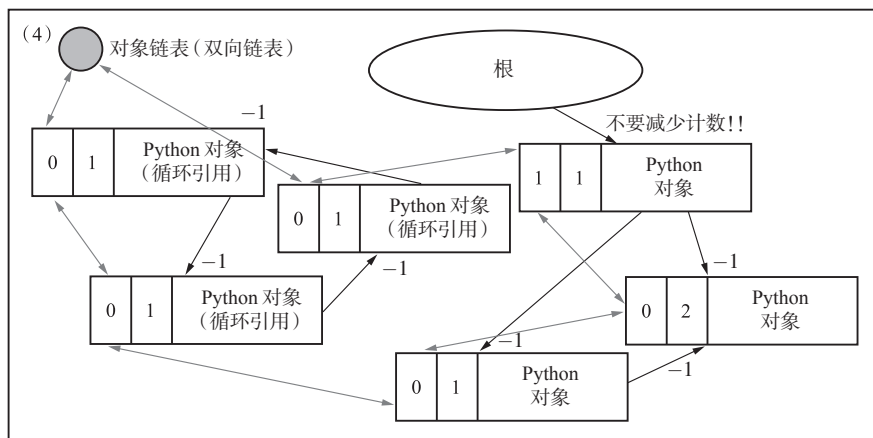 (4)
对象链表（双向链表）
根
不要减少计数!!
−1
0 1 Python 对象
（循环引用）
0 1 Python 对象
（循环引用）
1 1 Python
对象
−1
0 1 Python 对象
（循环引用）
−1
−1
0 2 Python
对象
−1
0 1 Python
对象
−1